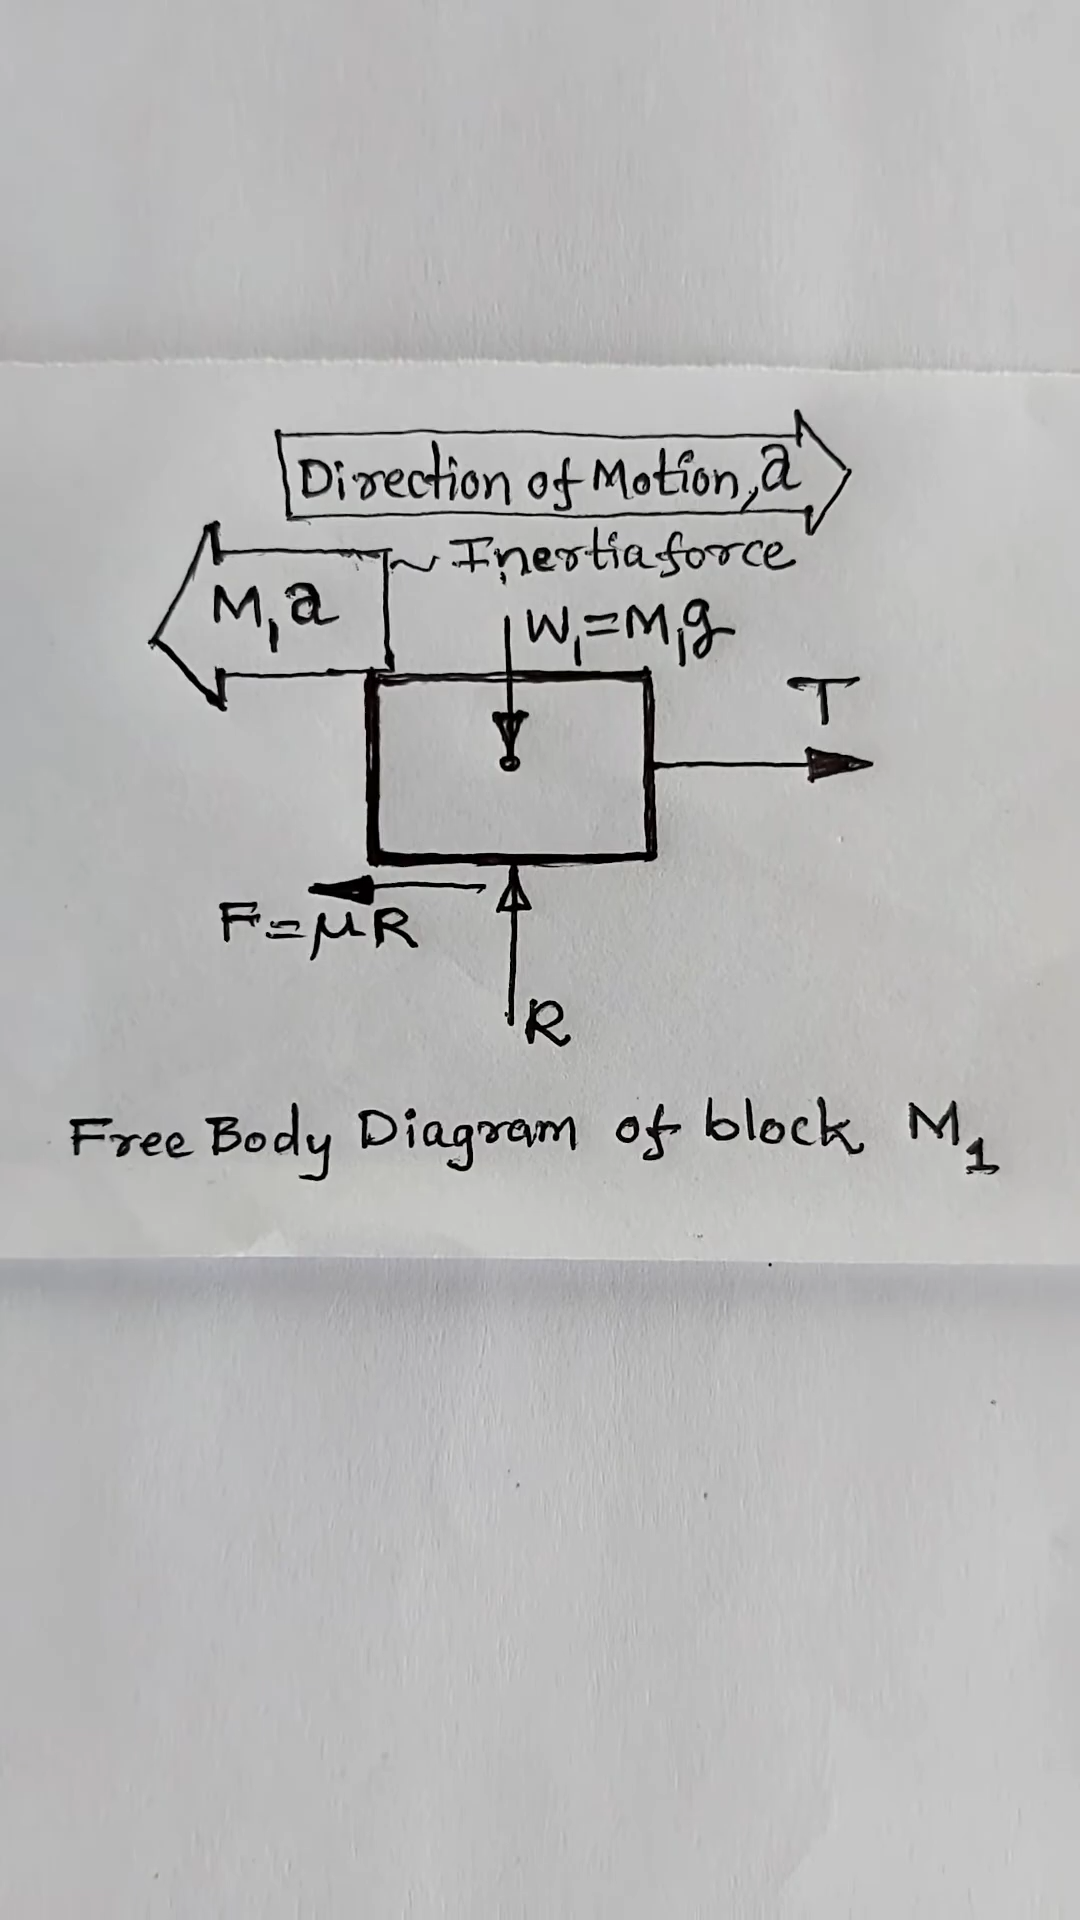 Direction of Motion, a
~ Inertia force
M₁a
W₁=M₁g
T
F=μR
R
Free Body Diagram of block M₁